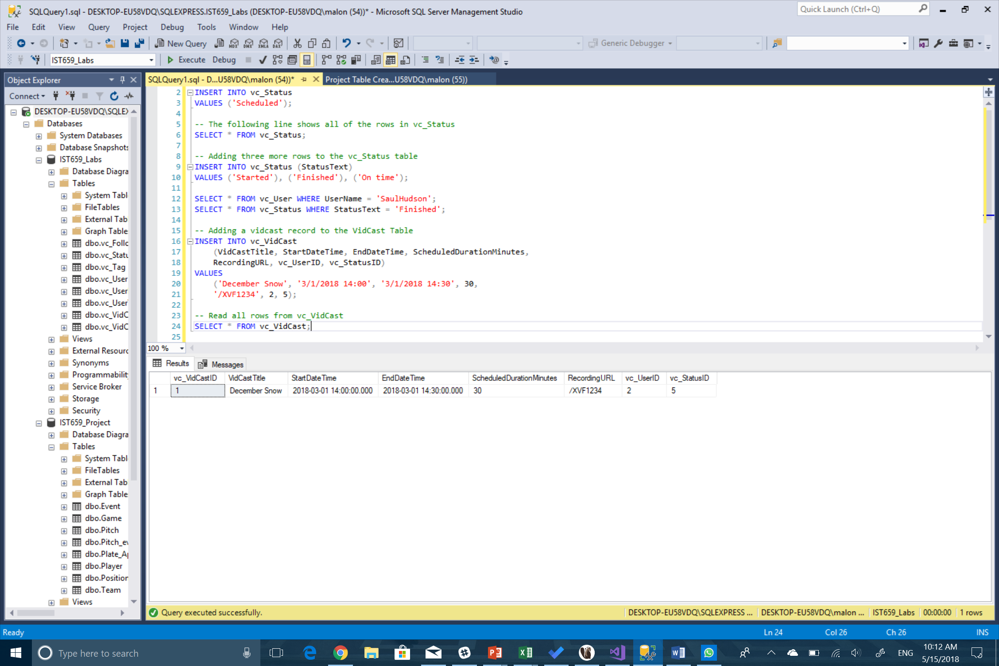 SQLQuery1.sql - DESKTOP-EU58VDQ\SQLEXPRESS.IST659_Labs (DESKTOP-EU58VDQ\malon (54))* - Microsoft SQL Server Management Studio
Quick Launch (Ctrl+Q)
File Edit View Query Project Debug Tools Window Help
New Query MDX DMX XMLA DAX Generic Debugger
IST659_Labs Execute Debug
Object Explorer
SQLQuery1.sql - D...U58VDQ\malon (54))* Project Table Crea...U58VDQ\malon (55))
Connect
DESKTOP-EU58VDQ\SQLEX
Databases
System Databases
Database Snapshots
IST659_Labs
Database Diagra
Tables
System Tabl
FileTables
External Tab
Graph Table
dbo.vc_Follo
dbo.vc_Statu
dbo.vc_Tag
dbo.vc_User
dbo.vc_User
dbo.vc_User
dbo.vc_VidC
dbo.vc_VidC
Views
External Resourc
Synonyms
Programmability
Service Broker
Storage
Security
IST659_Project
Database Diagra
Tables
System Tabl
FileTables
External Tab
Graph Table
dbo.Event
dbo.Game
dbo.Pitch
dbo.Pitch_ev
dbo.Plate_Ap
dbo.Player
dbo.Position
dbo.Team
Views
2 INSERT INTO vc_Status
3 VALUES ('Scheduled');
4
5 -- The following line shows all of the rows in vc_Status
6 SELECT * FROM vc_Status;
7
8 -- Adding three more rows to the vc_Status table
9 INSERT INTO vc_Status (StatusText)
10 VALUES ('Started'), ('Finished'), ('On time');
11
12 SELECT * FROM vc_User WHERE UserName = 'SaulHudson';
13 SELECT * FROM vc_Status WHERE StatusText = 'Finished';
14
15 -- Adding a vidcast record to the VidCast Table
16 INSERT INTO vc_VidCast
17 (VidCastTitle, StartDateTime, EndDateTime, ScheduledDurationMinutes,
18 RecordingURL, vc_UserID, vc_StatusID)
19 VALUES
20 ('December Snow', '3/1/2018 14:00', '3/1/2018 14:30', 30,
21 '/XVF1234', 2, 5);
22
23 -- Read all rows from vc_VidCast
24 SELECT * FROM vc_VidCast;
25
100 %
Results Messages
vc_VidCastID VidCastTitle StartDateTime EndDateTime ScheduledDurationMinutes RecordingURL vc_UserID vc_StatusID
1 1 December Snow 2018-03-01 14:00:00.000 2018-03-01 14:30:00.000 30 /XVF1234 2 5
Query executed successfully. DESKTOP-EU58VDQ\SQLEXPRESS ... DESKTOP-EU58VDQ\malon ... IST659_Labs 00:00:00 1 rows
Ready Ln 24 Col 26 Ch 26 INS
Type here to search
ENG
10:12 AM
5/15/2018